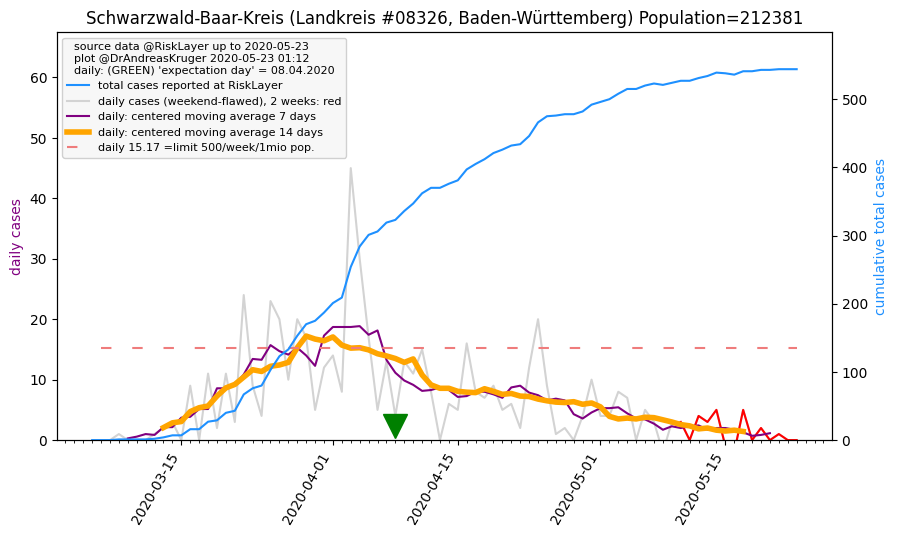 Schwarzwald-Baar-Kreis (Landkreis #08326, Baden-Württemberg) Population=212381
source data @RiskLayer up to 2020-05-23
plot @DrAndreasKruger 2020-05-23 01:12
daily: (GREEN) 'expectation day' = 08.04.2020
total cases reported at RiskLayer
daily cases (weekend-flawed), 2 weeks: red
daily: centered moving average 7 days
daily: centered moving average 14 days
daily 15.17 =limit 500/week/1mio pop.
daily cases
60
50
40
30
20
10
0
500
400
300
200
100
0
cumulative total cases
2020-03-15
2020-04-01
2020-04-15
2020-05-01
2020-05-15